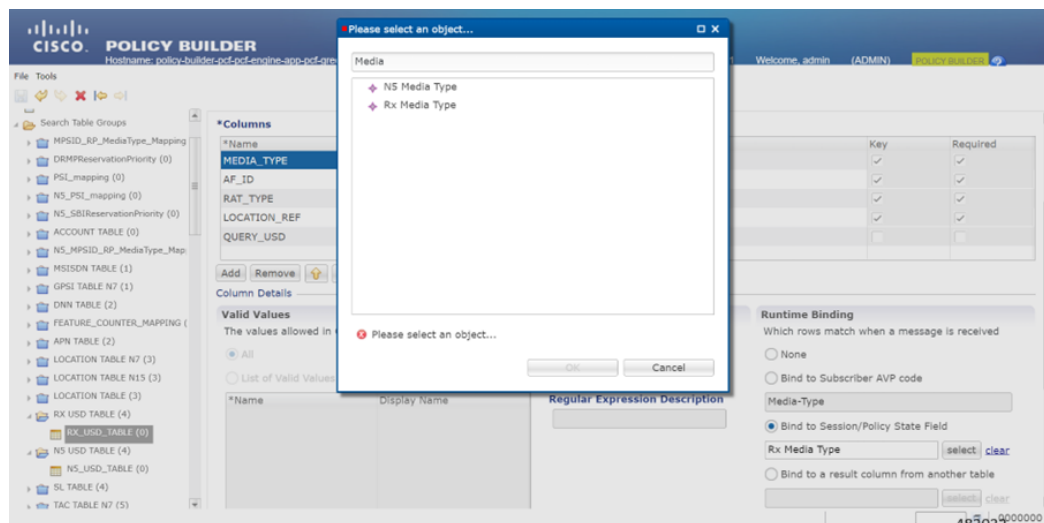 CISCO. POLICY BUILDER
Hostname: policy-builder-pcf-pcf-engine-app-pcf-gre
Welcome, admin (ADMIN) POLICY BUILDER
File Tools
Search Table Groups
MPSID_RP_MediaType_Mapping
DRMPReservationPriority (0)
PSI_mapping (0)
N5_PSI_mapping (0)
N5_SBIReservationPriority (0)
ACCOUNT TABLE (0)
N5_MPSID_RP_MediaType_Map
MSISDN TABLE (1)
GPSI TABLE N7 (1)
DNN TABLE (2)
FEATURE_COUNTER_MAPPING (
APN TABLE (2)
LOCATION TABLE N7 (3)
LOCATION TABLE N15 (3)
LOCATION TABLE (3)
RX USD TABLE (4)
RX_USD_TABLE (0)
N5 USD TABLE (4)
N5_USD_TABLE (0)
SL TABLE (4)
TAC TABLE N7 (5)
*Columns
*Name Key Required
MEDIA_TYPE
AF_ID
RAT_TYPE
LOCATION_REF
QUERY_USD
Add Remove
Column Details
Valid Values
The values allowed in
All
List of Valid Values
*Name Display Name
Regular Expression Description
Please select an object...
Media
N5 Media Type
Rx Media Type
Please select an object...
OK Cancel
Runtime Binding
Which rows match when a message is received
None
Bind to Subscriber AVP code
Media-Type
Bind to Session/Policy State Field
Rx Media Type select clear
Bind to a result column from another table
select clear